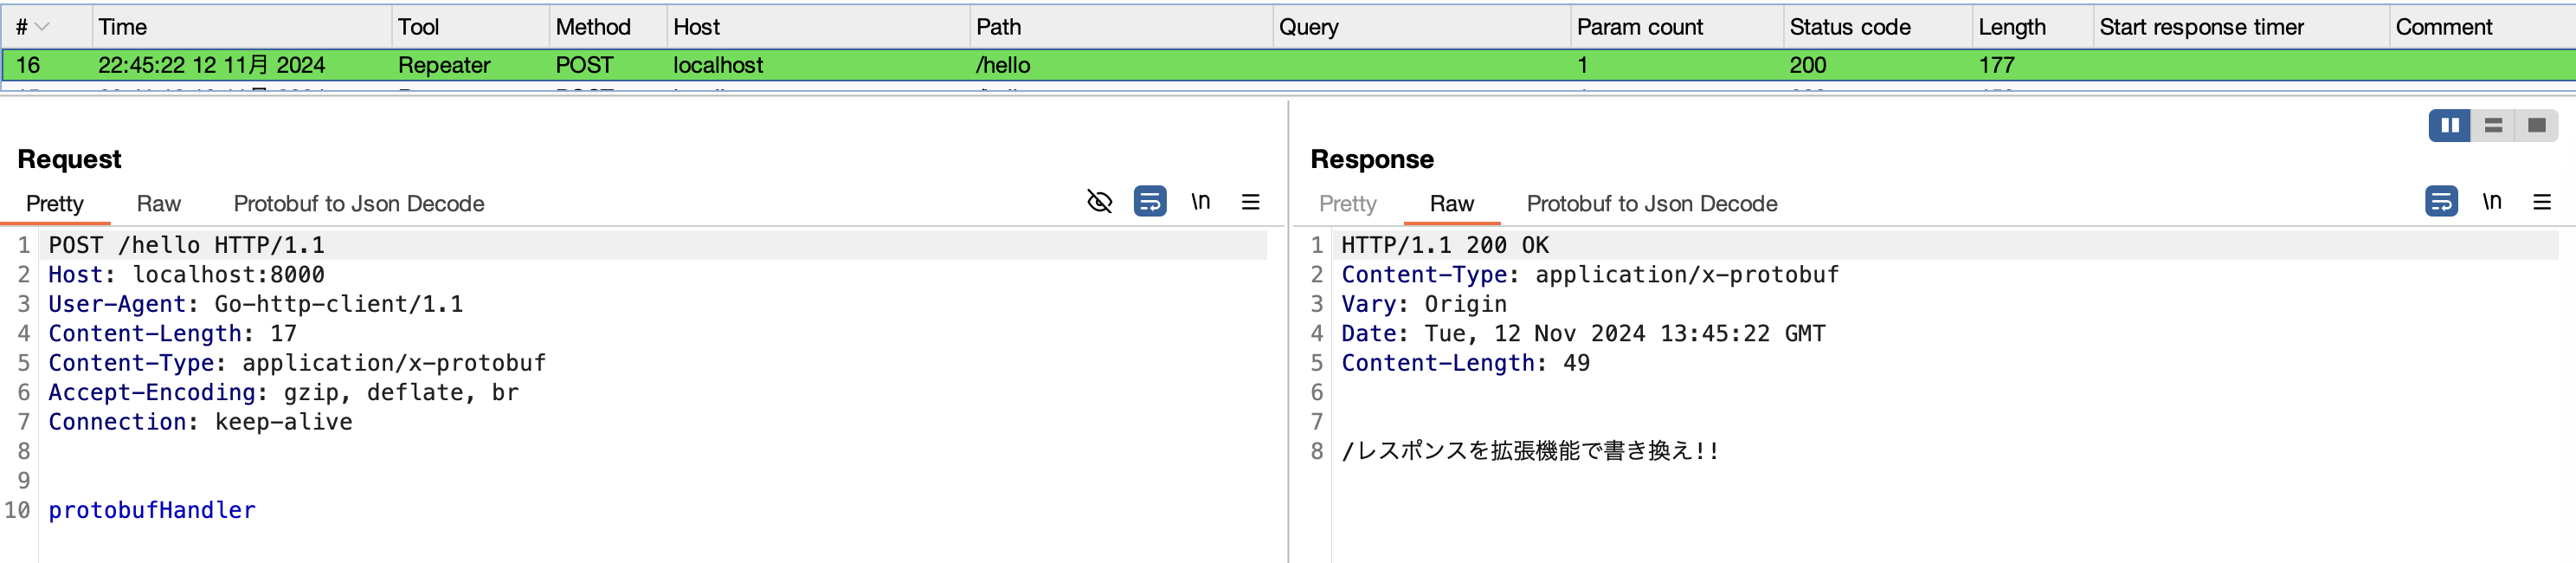 # Time Tool Method Host Path Query Param count Status code Length Start response timer Comment
16 22:45:22 12 11月 2024 Repeater POST localhost /hello 1 200 177
Request
Pretty Raw Protobuf to Json Decode \n
1 POST /hello HTTP/1.1
2 Host: localhost:8000
3 User-Agent: Go-http-client/1.1
4 Content-Length: 17
5 Content-Type: application/x-protobuf
6 Accept-Encoding: gzip, deflate, br
7 Connection: keep-alive
8
9
10 protobufHandler
Response
Pretty Raw Protobuf to Json Decode \n
1 HTTP/1.1 200 OK
2 Content-Type: application/x-protobuf
3 Vary: Origin
4 Date: Tue, 12 Nov 2024 13:45:22 GMT
5 Content-Length: 49
6
7
8 /レスポンスを拡張機能で書き換え!!